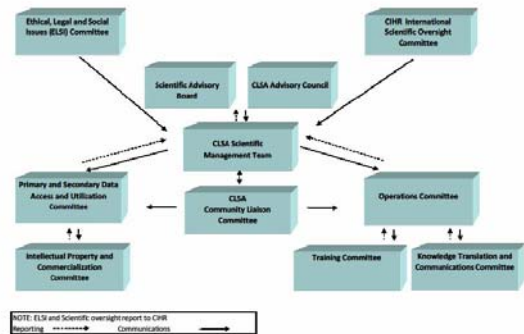 Ethical, Legal and Social
Issues (ELSI) Committee
CIHR International
Scientific Oversight
Committee
Scientific Advisory
Board
CLSA Advisory Council
CLSA Scientific
Management Team
Primary and Secondary Data
Access and Utilization
Committee
CLSA
Community Liaison
Committee
Operations Committee
Intellectual Property and
Commercialization
Committee
Training Committee
Knowledge Translation and
Communications Committee
NOTE: ELSI and Scientific oversight report to CIHR
Reporting
Communications